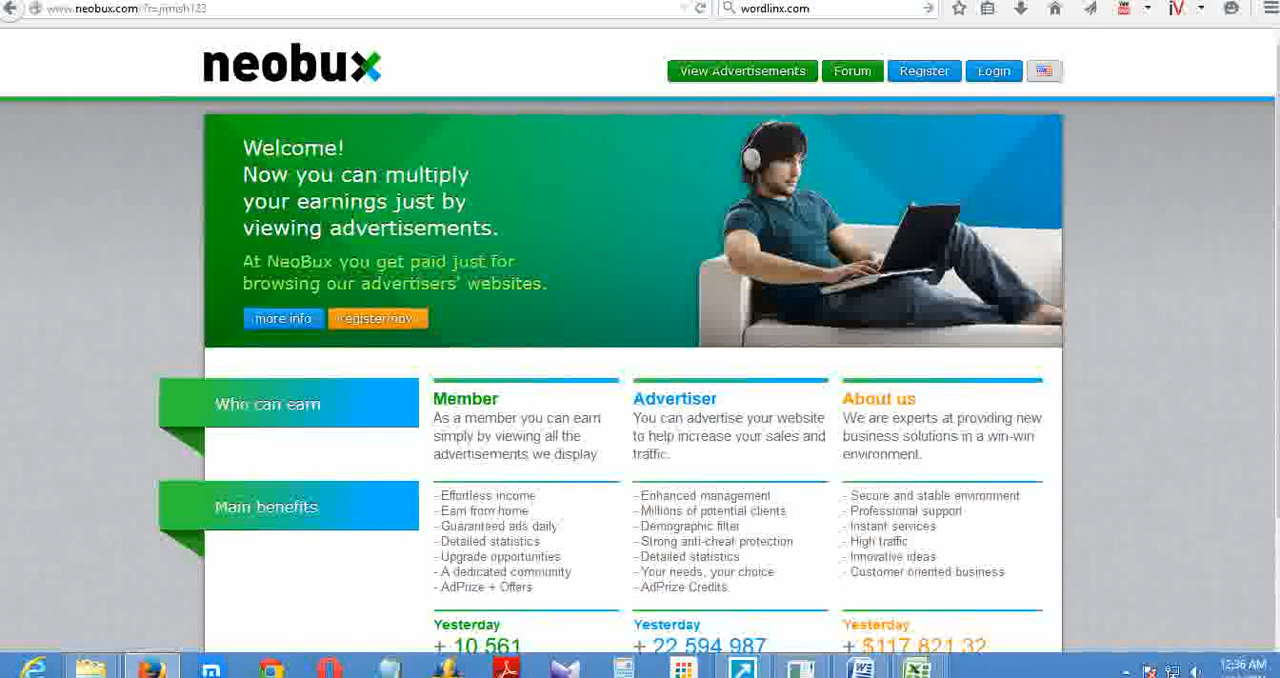 www.neobux.com/?r=jimish123
wordlinx.com
neobux
View Advertisements
Forum
Register
Login
Welcome!
Now you can multiply
your earnings just by
viewing advertisements.
At NeoBux you get paid just for
browsing our advertisers' websites.
more info
register now
Who can earn
Member
As a member you can earn
simply by viewing all the
advertisements we display
Advertiser
You can advertise your website
to help increase your sales and
traffic.
About us
We are experts at providing new
business solutions in a win-win
environment.
Main benefits
- Effortless income
- Earn from home
- Guaranteed ads daily
- Detailed statistics
- Upgrade opportunities
- A dedicated community
- AdPrize + Offers
- Enhanced management
- Millions of potential clients
- Demographic filter
- Strong anti-cheat protection
- Detailed statistics
- Your needs, your choice
- AdPrize Credits
- Secure and stable environment
- Professional support
- Instant services
- High traffic
- Innovative ideas
- Customer oriented business
Yesterday
+ 10,561
Yesterday
+ 22,594,987
Yesterday
+ $117,821.32
12:36 AM